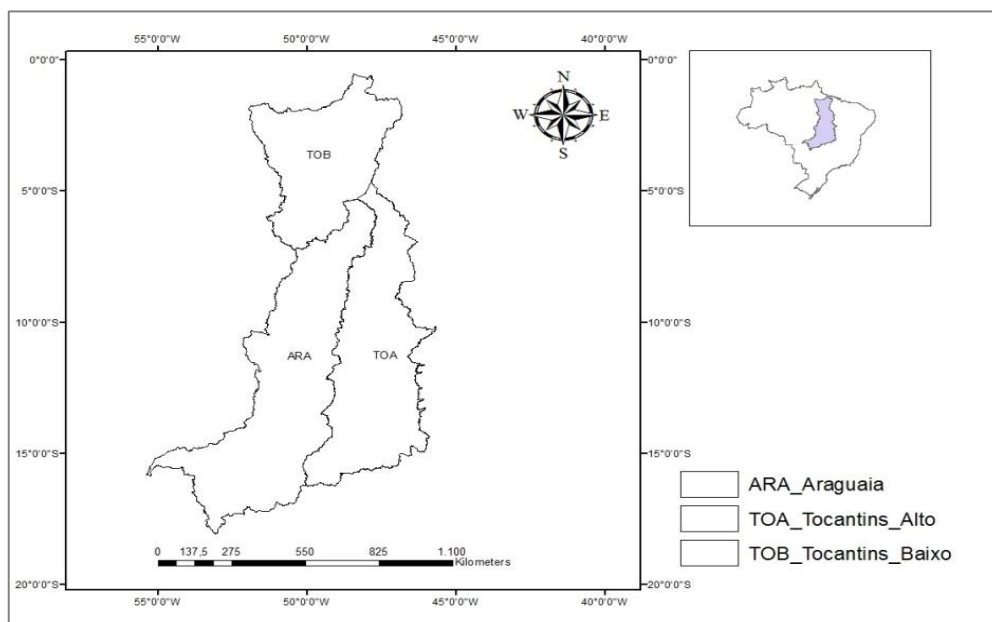 55°0'0"W 50°0'0"W 45°0'0"W 40°0'0"W
0°0'0" 0°0'0"
N
W E
S
TOB
5°0'0"S 5°0'0"S
10°0'0"S 10°0'0"S
ARA TOA
15°0'0"S 15°0'0"S
ARA_Araguaia
TOA_Tocantins_Alto
TOB_Tocantins_Baixo
0 137,5 275 550 825 1.100
Kilometers
20°0'0"S 20°0'0"S
55°0'0"W 50°0'0"W 45°0'0"W 40°0'0"W